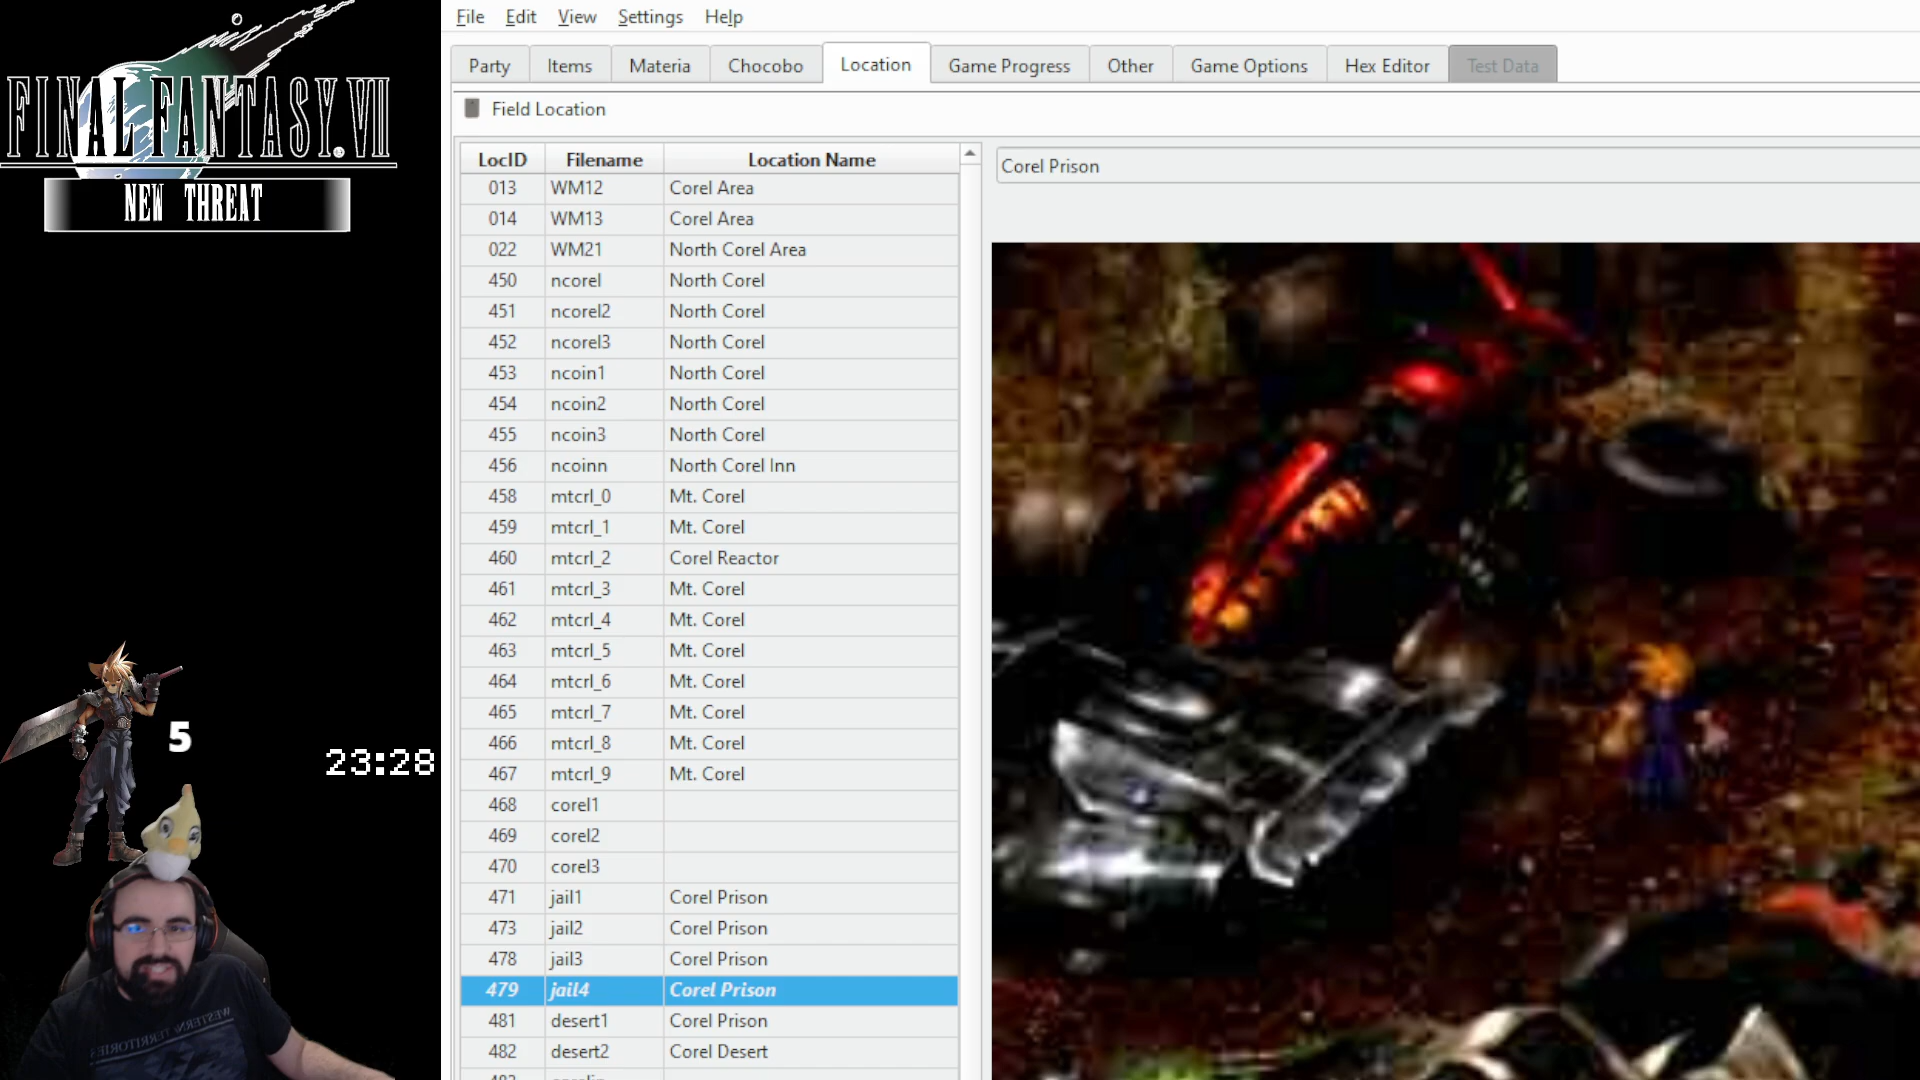 FINAL FANTASY.VII
NEW THREAT
File Edit View Settings Help
Party Items Materia Chocobo Location Game Progress Other Game Options Hex Editor Test Data
Field Location
LocID Filename Location Name
Corel Prison
013 WM12 Corel Area
014 WM13 Corel Area
022 WM21 North Corel Area
450 ncorel North Corel
451 ncorel2 North Corel
452 ncorel3 North Corel
453 ncoin1 North Corel
454 ncoin2 North Corel
455 ncoin3 North Corel
456 ncoinn North Corel Inn
458 mtcrl_0 Mt. Corel
459 mtcrl_1 Mt. Corel
460 mtcrl_2 Corel Reactor
461 mtcrl_3 Mt. Corel
462 mtcrl_4 Mt. Corel
463 mtcrl_5 Mt. Corel
464 mtcrl_6 Mt. Corel
465 mtcrl_7 Mt. Corel
466 mtcrl_8 Mt. Corel
467 mtcrl_9 Mt. Corel
468 corel1
469 corel2
470 corel3
471 jail1 Corel Prison
473 jail2 Corel Prison
478 jail3 Corel Prison
479 jail4 Corel Prison
481 desert1 Corel Prison
482 desert2 Corel Desert
5
23:28
WESTERN TERRITORIES